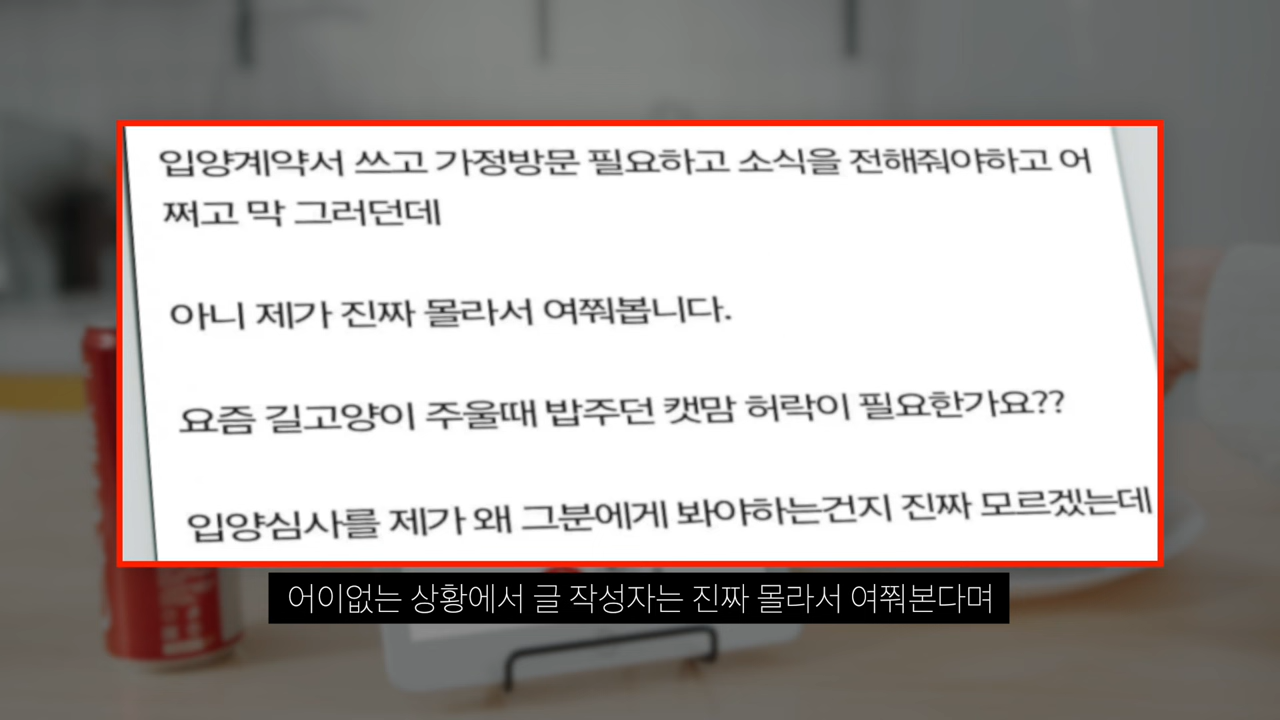 입양계약서 쓰고 가정방문 필요하고 소식을 전해줘야하고 어
쩌고 막 그러던데
아니 제가 진짜 몰라서 여쭤봅니다.
요즘 길고양이 주울때 밥주던 캣맘 허락이 필요한가요??
입양심사를 제가 왜 그분에게 봐야하는건지 진짜 모르겠는데
어이없는 상황에서 글 작성자는 진짜 몰라서 여쭤본다며